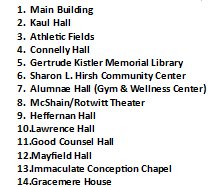 1. Main Building
2. Kaul Hall
3. Athletic Fields
4. Connelly Hall
5. Gertrude Kistler Memorial Library
6. Sharon L. Hirsh Community Center
7. Alumnae Hall (Gym & Wellness Center)
8. McShain/Rotwitt Theater
9. Heffernan Hall
10.Lawrence Hall
11.Good Counsel Hall
12.Mayfield Hall
13.Immaculate Conception Chapel
14.Gracemere House